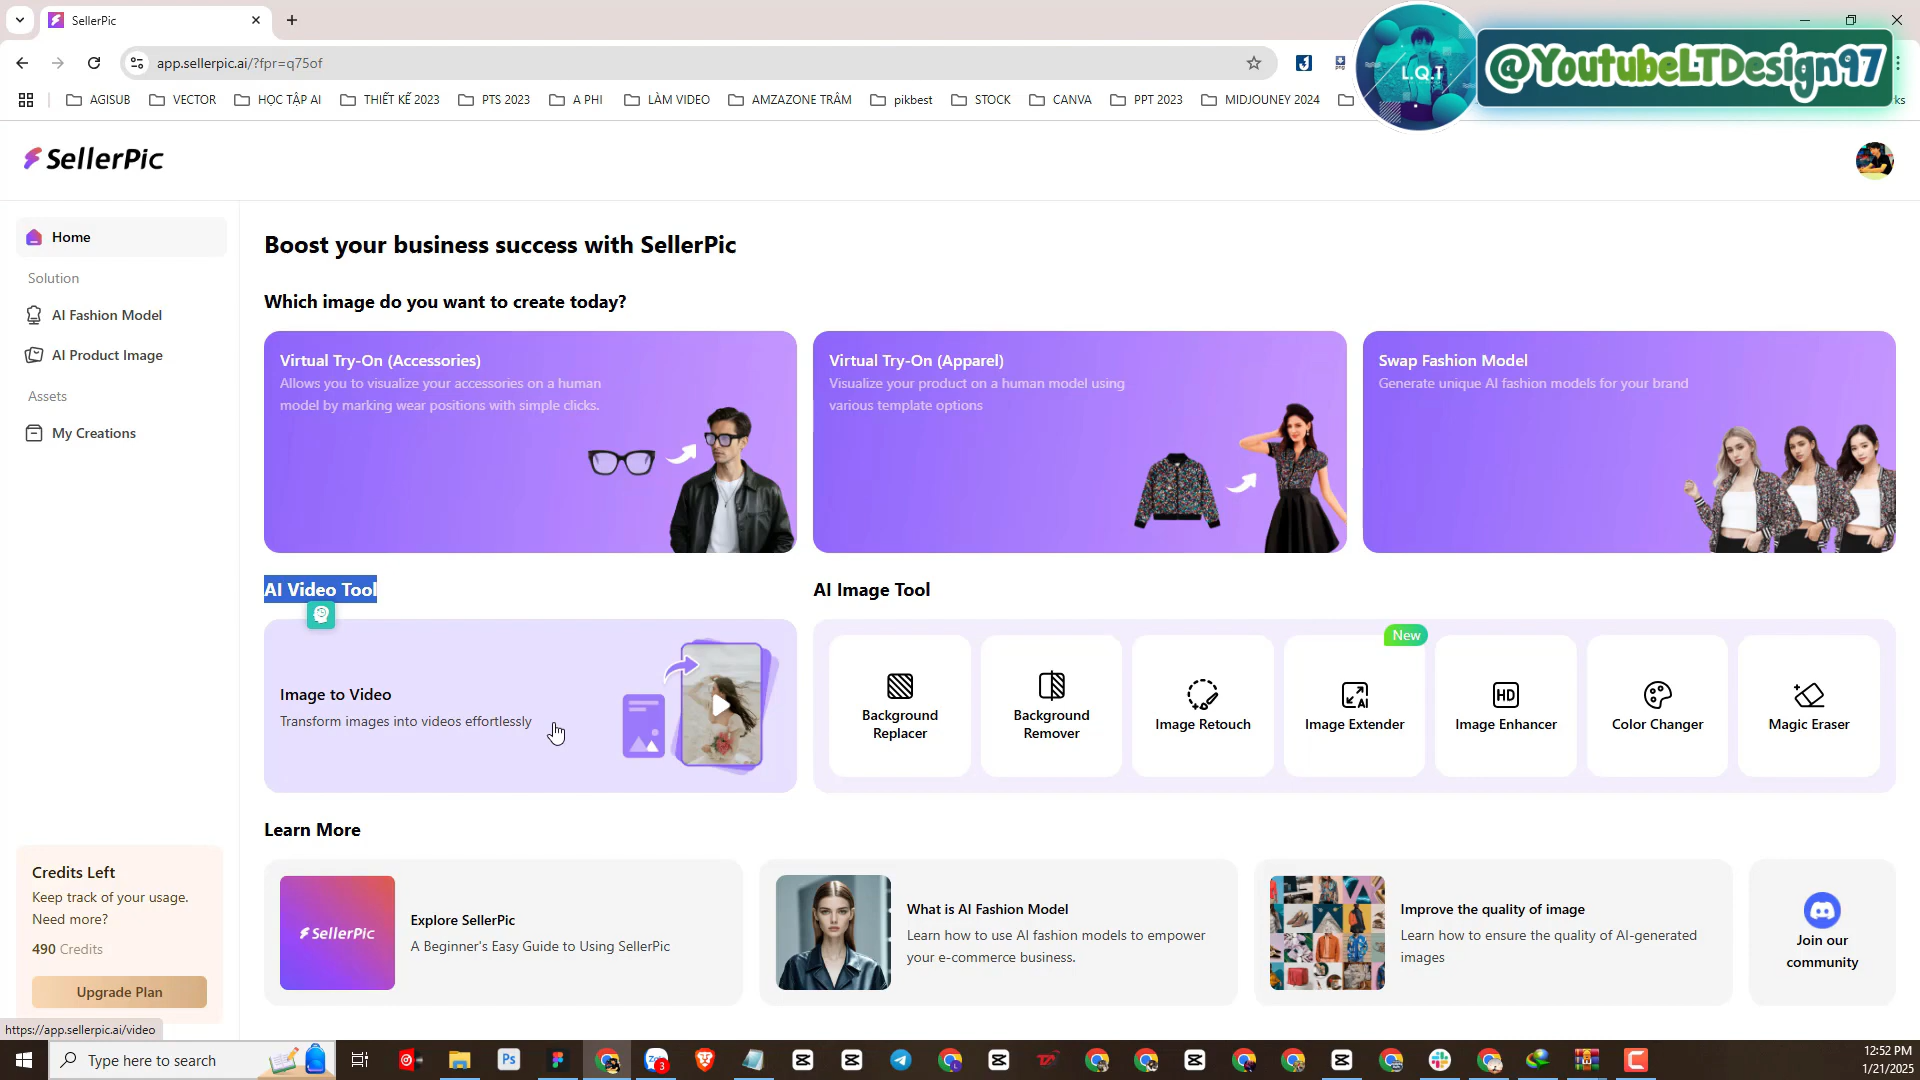 SellerPic
app.sellerpic.ai/?fpr=q75of
AGISUB
VECTOR
HỌC TẬP AI
THIẾT KẾ 2023
PTS 2023
A PHI
LÀM VIDEO
AMZAZONE TRÂM
pikbest
STOCK
CANVA
PPT 2023
MIDJOUNEY 2024
L.Q.T
@YoutubeLTDesign97
SellerPic
Home
Solution
AI Fashion Model
AI Product Image
Assets
My Creations
Boost your business success with SellerPic
Which image do you want to create today?
Virtual Try-On (Accessories)
Allows you to visualize your accessories on a human
model by marking wear positions with simple clicks.
Virtual Try-On (Apparel)
Visualize your product on a human model using
various template options
Swap Fashion Model
Generate unique AI fashion models for your brand
AI Video Tool
Image to Video
Transform images into videos effortlessly
AI Image Tool
Background
Replacer
Background
Remover
Image Retouch
New
Image Extender
Image Enhancer
Color Changer
Magic Eraser
Learn More
SellerPic
Explore SellerPic
A Beginner's Easy Guide to Using SellerPic
What is AI Fashion Model
Learn how to use AI fashion models to empower
your e-commerce business.
Improve the quality of image
Learn how to ensure the quality of AI-generated
images
Join our
community
Credits Left
Keep track of your usage.
Need more?
490 Credits
Upgrade Plan
https://app.sellerpic.ai/video
Type here to search
12:52 PM
1/21/2025